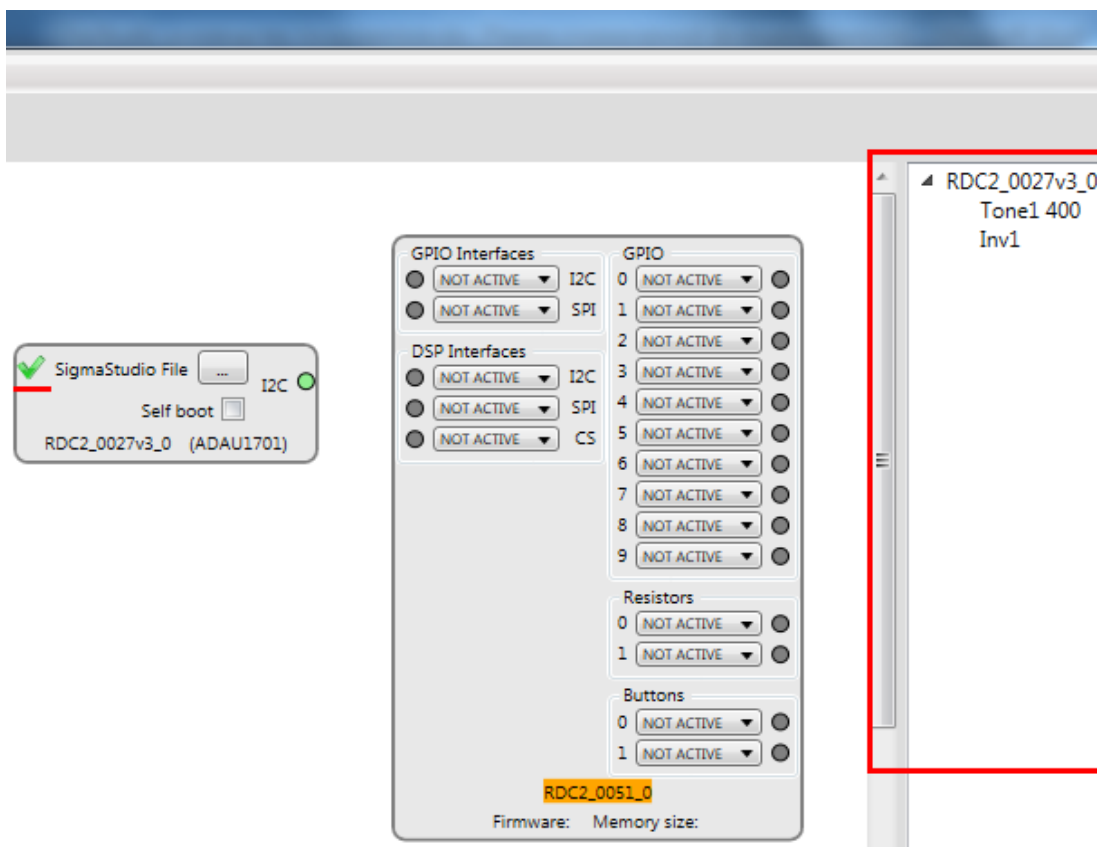 SigmaStudio File ...
I2C
Self boot
RDC2_0027v3_0 (ADAU1701)
GPIO Interfaces
NOT ACTIVE I2C
NOT ACTIVE SPI
DSP Interfaces
NOT ACTIVE I2C
NOT ACTIVE SPI
NOT ACTIVE CS
GPIO
0 NOT ACTIVE
1 NOT ACTIVE
2 NOT ACTIVE
3 NOT ACTIVE
4 NOT ACTIVE
5 NOT ACTIVE
6 NOT ACTIVE
7 NOT ACTIVE
8 NOT ACTIVE
9 NOT ACTIVE
Resistors
0 NOT ACTIVE
1 NOT ACTIVE
Buttons
0 NOT ACTIVE
1 NOT ACTIVE
RDC2_0051_0
Firmware: Memory size:
RDC2_0027v3_0
Tone1 400
Inv1